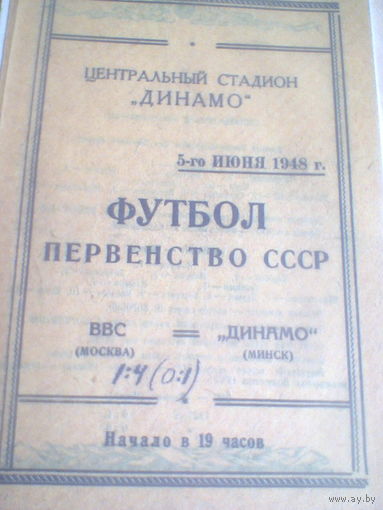 ЦЕНТРАЛЬНЫЙ СТАДИОН
„ДИНАМО“
5-го ИЮНЯ 1948 г.
ФУТБОЛ
ПЕРВЕНСТВО СССР
ВВС = „ДИНАМО“
(МОСКВА) (МИНСК)
1:4 (0:1)
Начало в 19 часов
www.ay.by